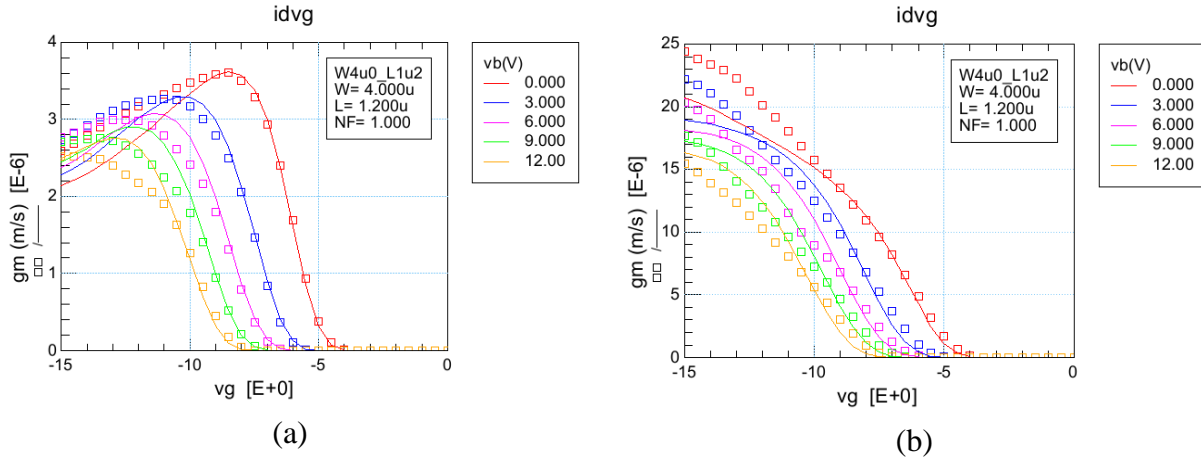 idvg
4
3
2
1
0
gm (m/s) [E-6]
-15
-10
-5
0
vg [E+0]
W4u0_L1u2
W= 4.000u
L= 1.200u
NF= 1.000
vb(V)
0.000
3.000
6.000
9.000
12.00
(a)
idvg
25
20
15
10
5
0
gm (m/s) [E-6]
-15
-10
-5
0
vg [E+0]
W4u0_L1u2
W= 4.000u
L= 1.200u
NF= 1.000
vb(V)
0.000
3.000
6.000
9.000
12.00
(b)